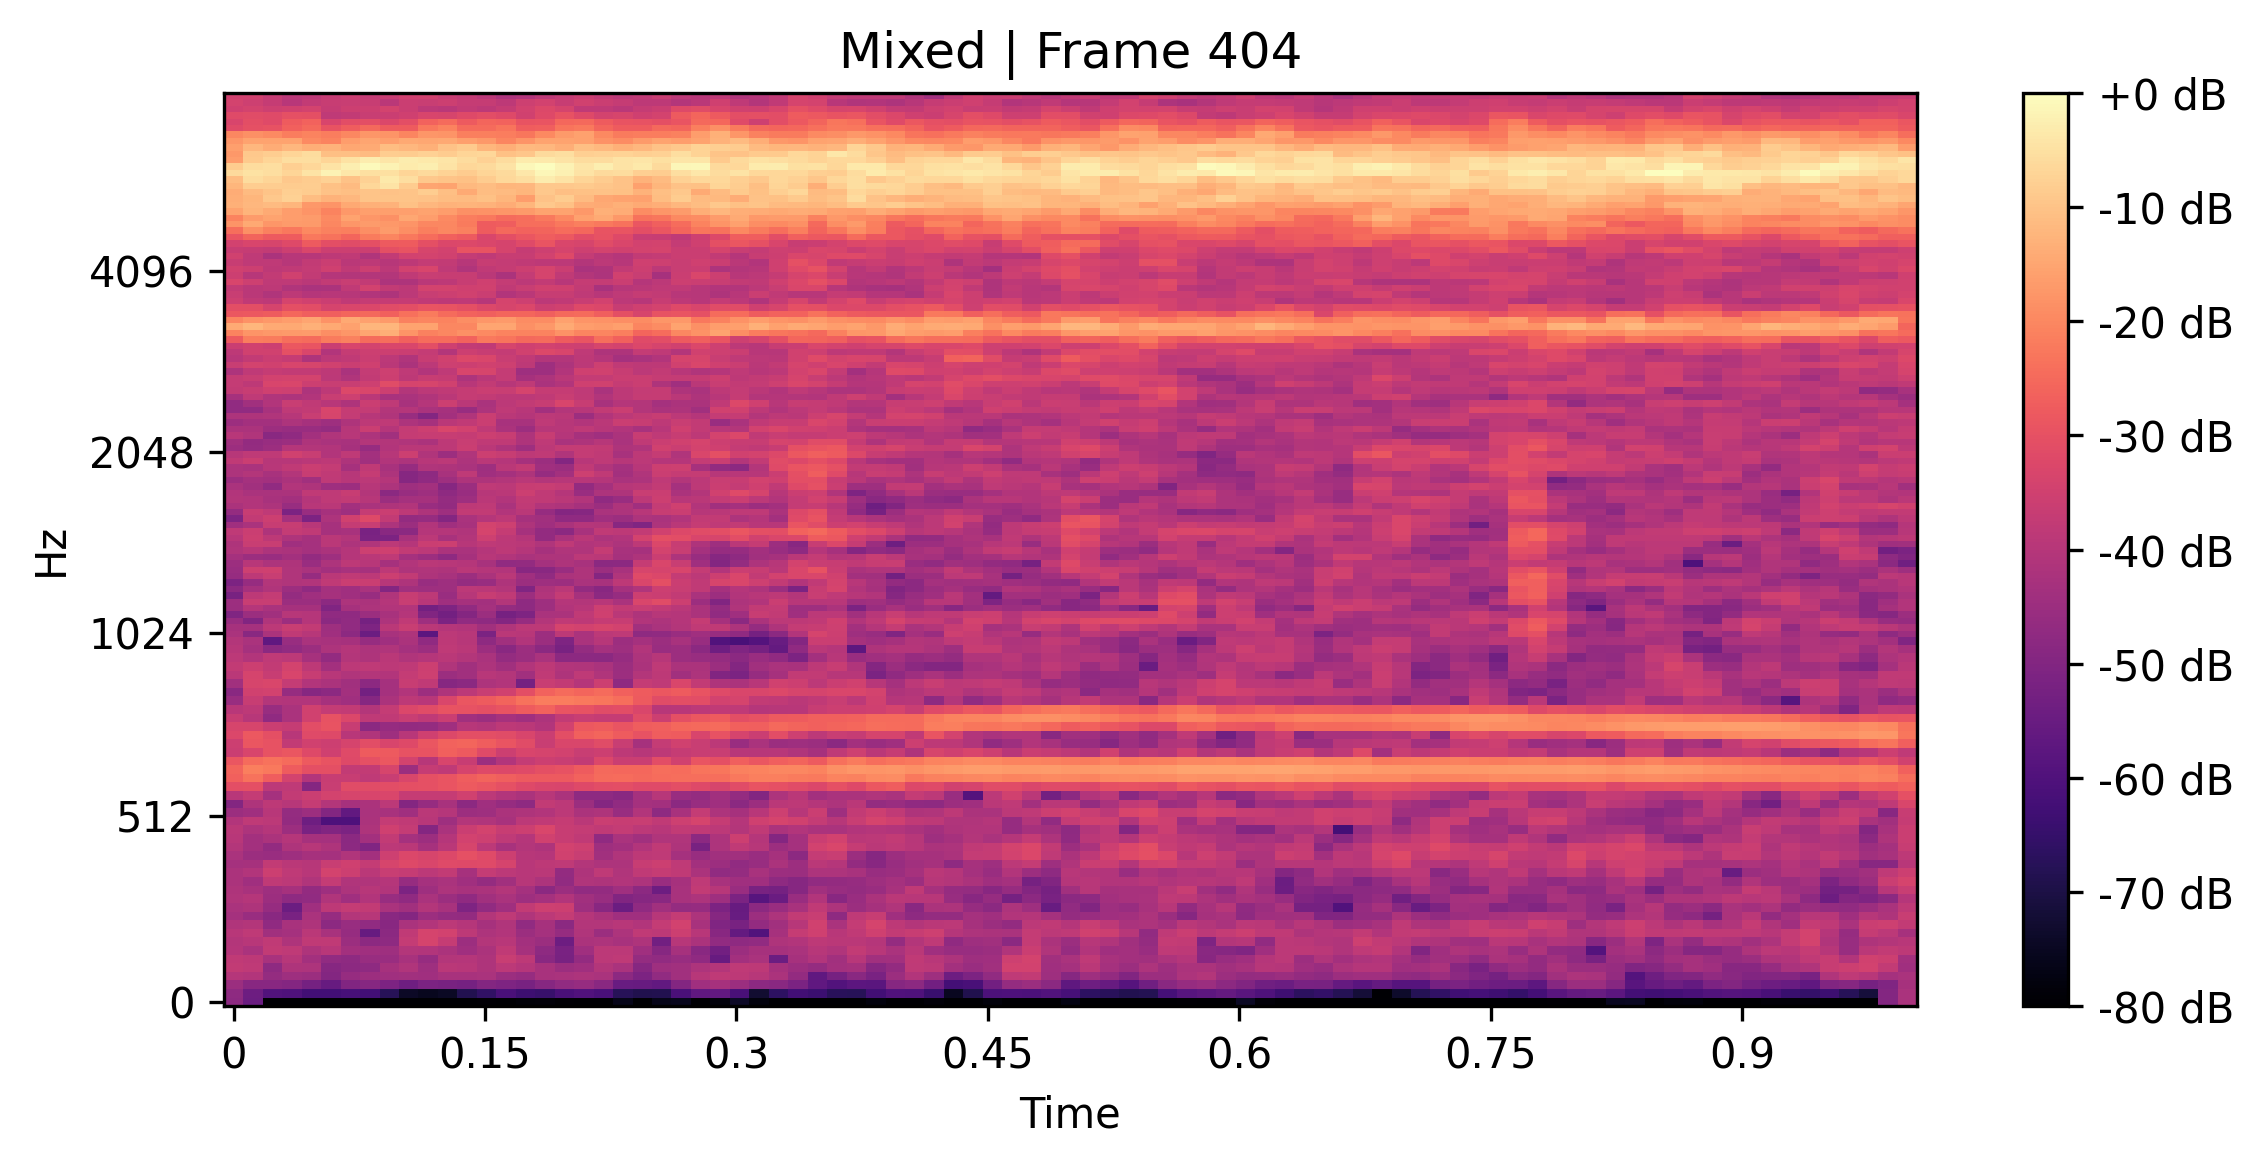 Mixed | Frame 404
Hz
4096
2048
1024
512
0
0 0.15 0.3 0.45 0.6 0.75 0.9
Time
+0 dB
-10 dB
-20 dB
-30 dB
-40 dB
-50 dB
-60 dB
-70 dB
-80 dB